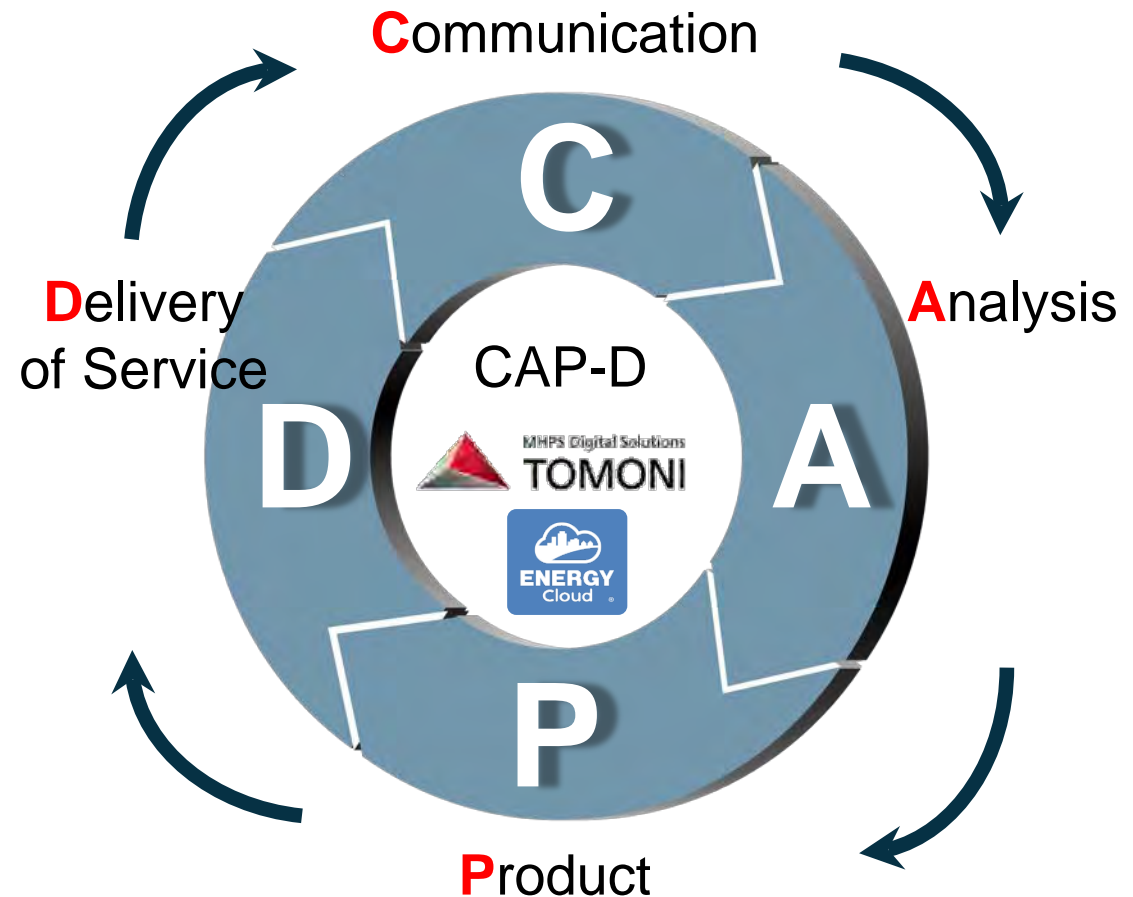 Communication
C
Delivery
of Service
Analysis
CAP-D
D
A
MHPS Digital Solutions
TOMONI
ENERGY
Cloud ®
P
Product